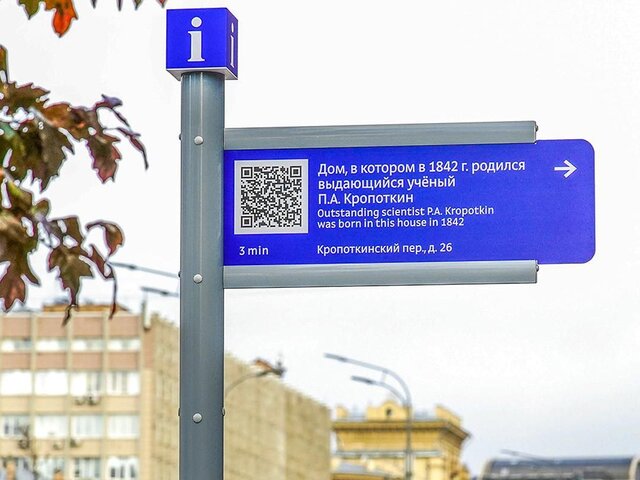 i
i
Дом, в котором в 1842 г. родился
выдающийся учёный
П.А. Кропоткин
Outstanding scientist P.A. Kropotkin
was born in this house in 1842
3 min
Кропоткинский пер., д. 26